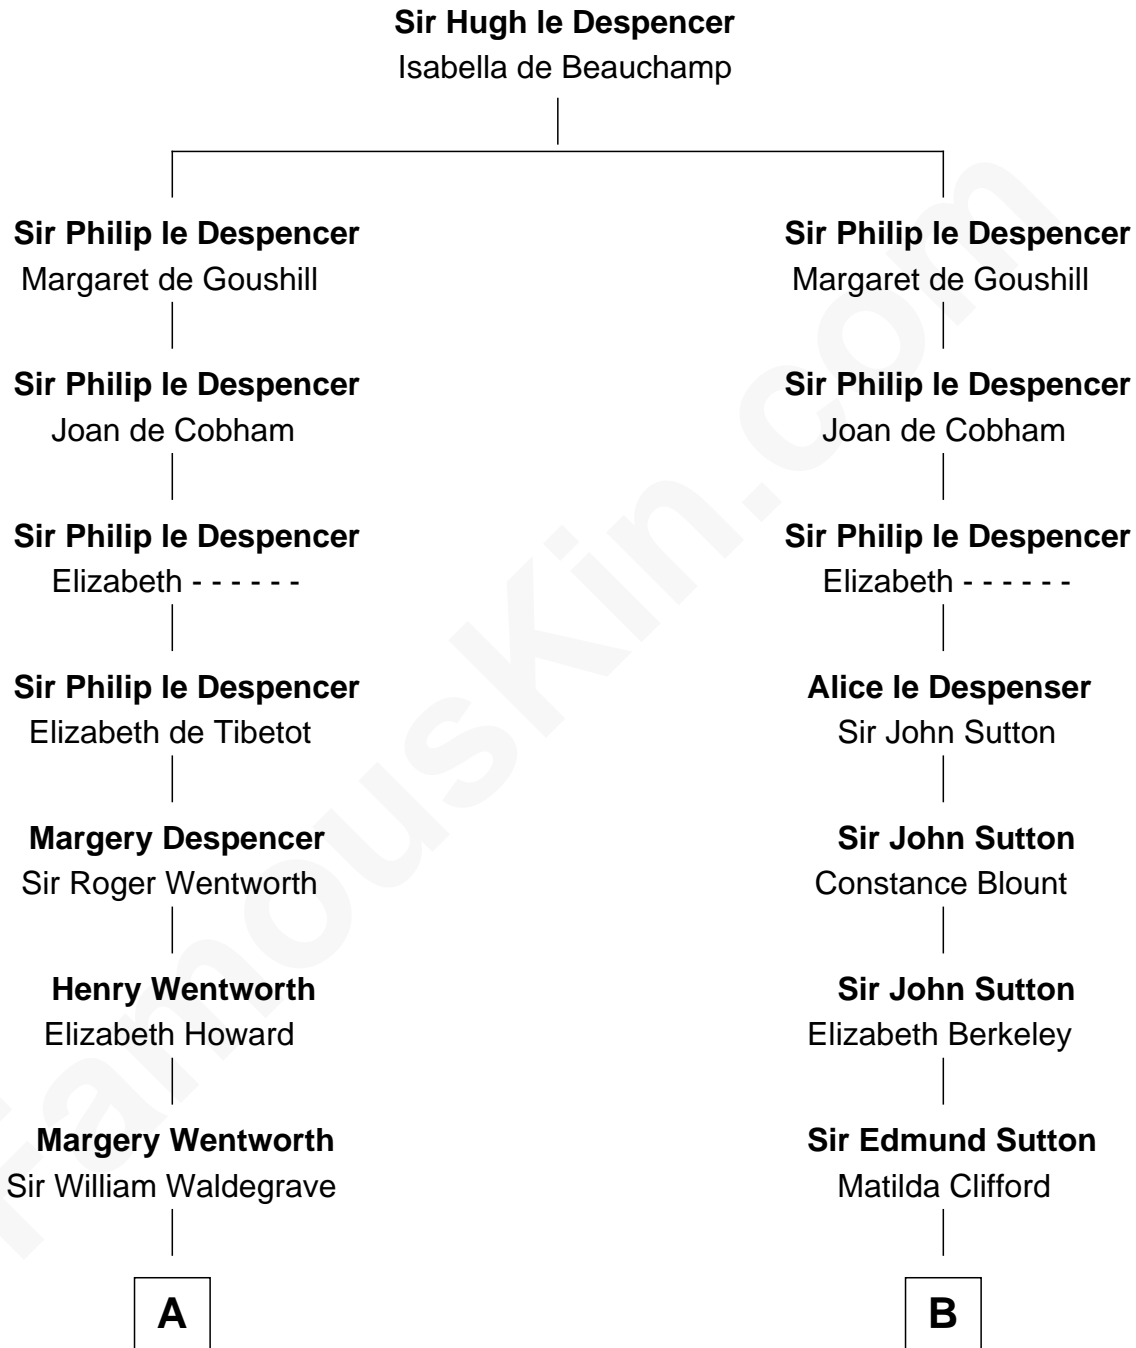 Sir Hugh le Despencer
Isabella de Beauchamp
Sir Philip le Despencer
Margaret de Goushill
Sir Philip le Despencer
Margaret de Goushill
Sir Philip le Despencer
Joan de Cobham
Sir Philip le Despencer
Joan de Cobham
Sir Philip le Despencer
Elizabeth - - - - - -
Sir Philip le Despencer
Elizabeth - - - - - -
Sir Philip le Despencer
Elizabeth de Tibetot
Alice le Despenser
Sir John Sutton
Margery Despencer
Sir Roger Wentworth
Sir John Sutton
Constance Blount
Henry Wentworth
Elizabeth Howard
Sir John Sutton
Elizabeth Berkeley
Margery Wentworth
Sir William Waldegrave
Sir Edmund Sutton
Matilda Clifford
A
B
FamousKin.com